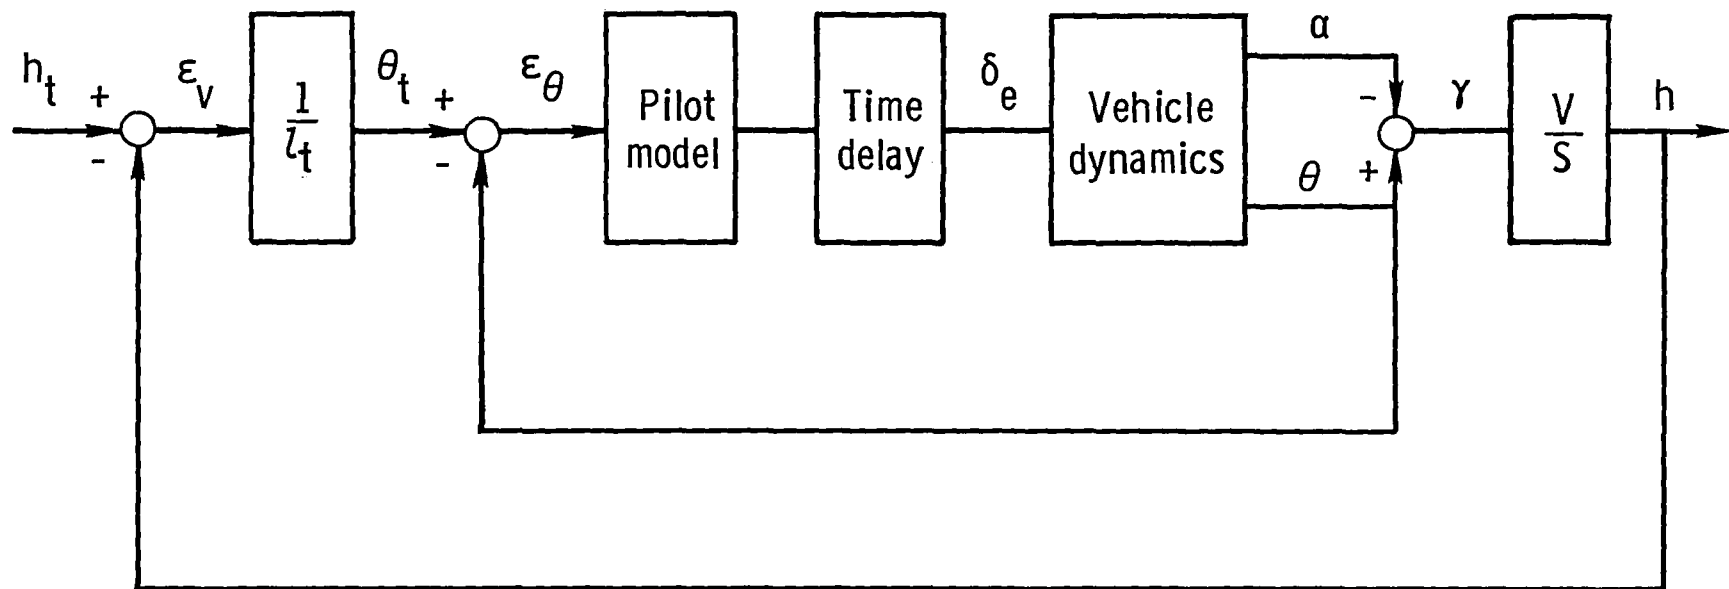 h_t
+
-
ε_v
1
l_t
θ_t
+
-
ε_θ
Pilot
model
Time
delay
δ_e
Vehicle
dynamics
α
θ
-
+
γ
V
S
h